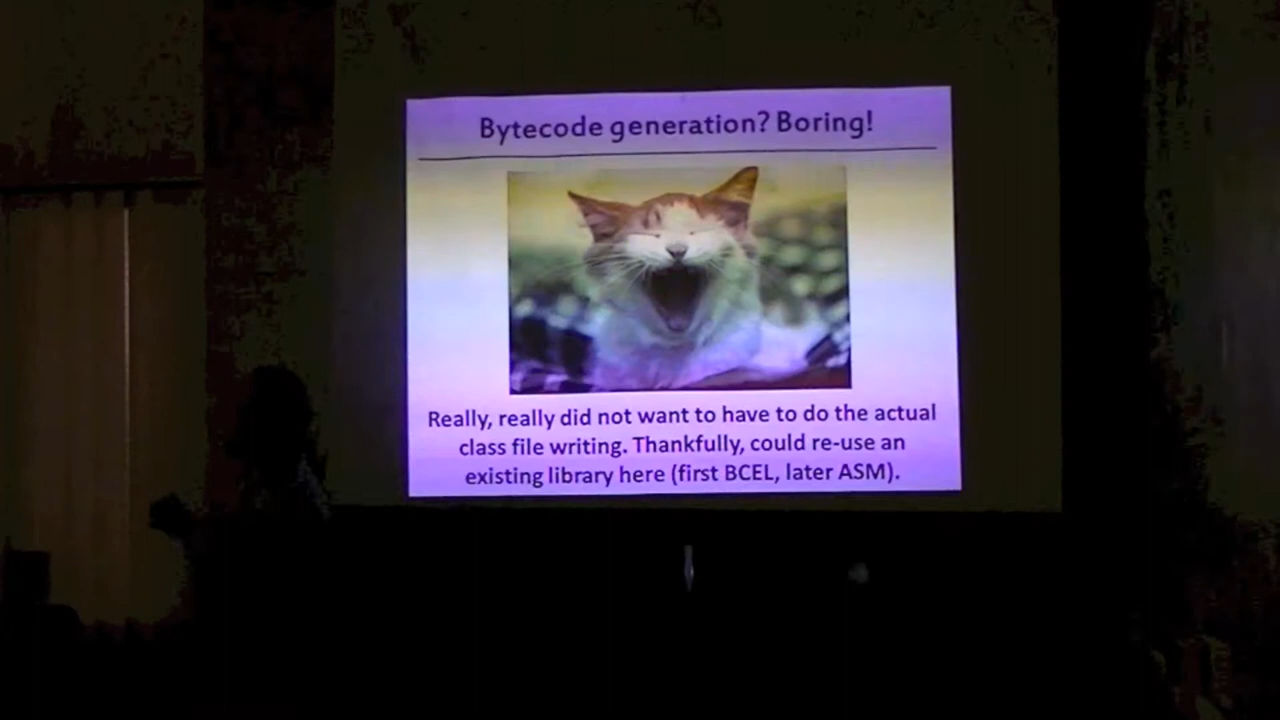 Bytecode generation? Boring!
Really, really did not want to have to do the actual
class file writing. Thankfully, could re-use an
existing library here (first BCEL, later ASM).